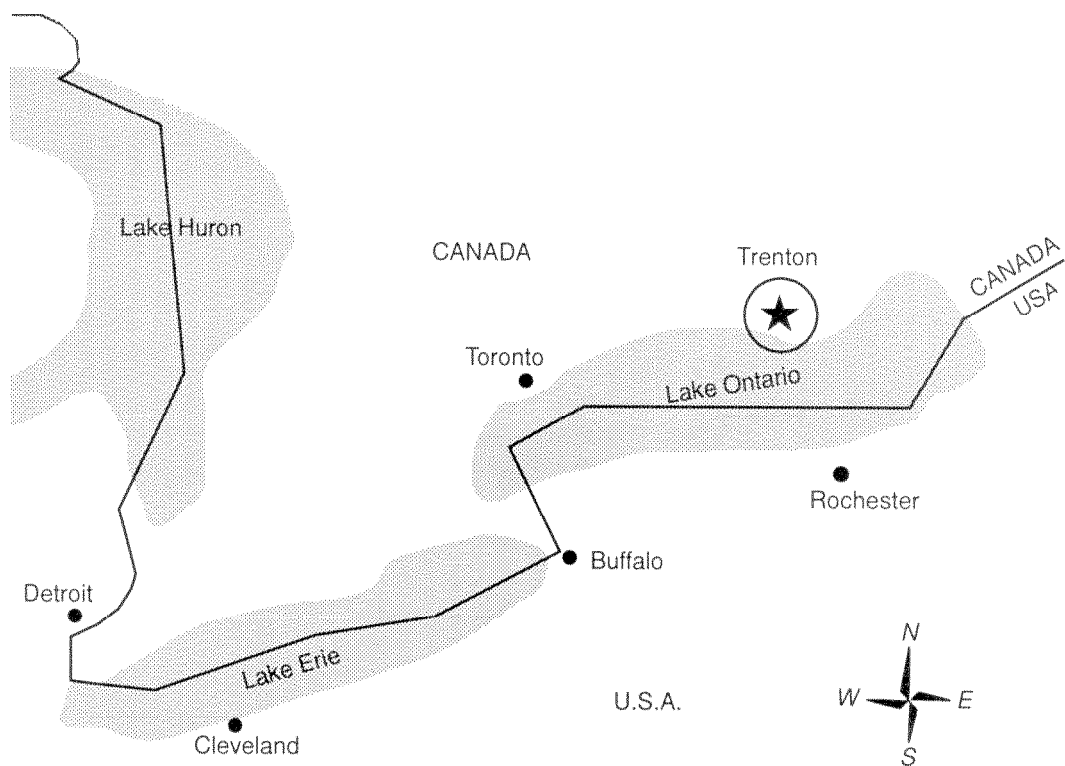 Lake Huron
CANADA
Trenton
CANADA
USA
Toronto
Lake Ontario
Rochester
Buffalo
Detroit
Lake Erie
Cleveland
U.S.A.
N
W
E
S